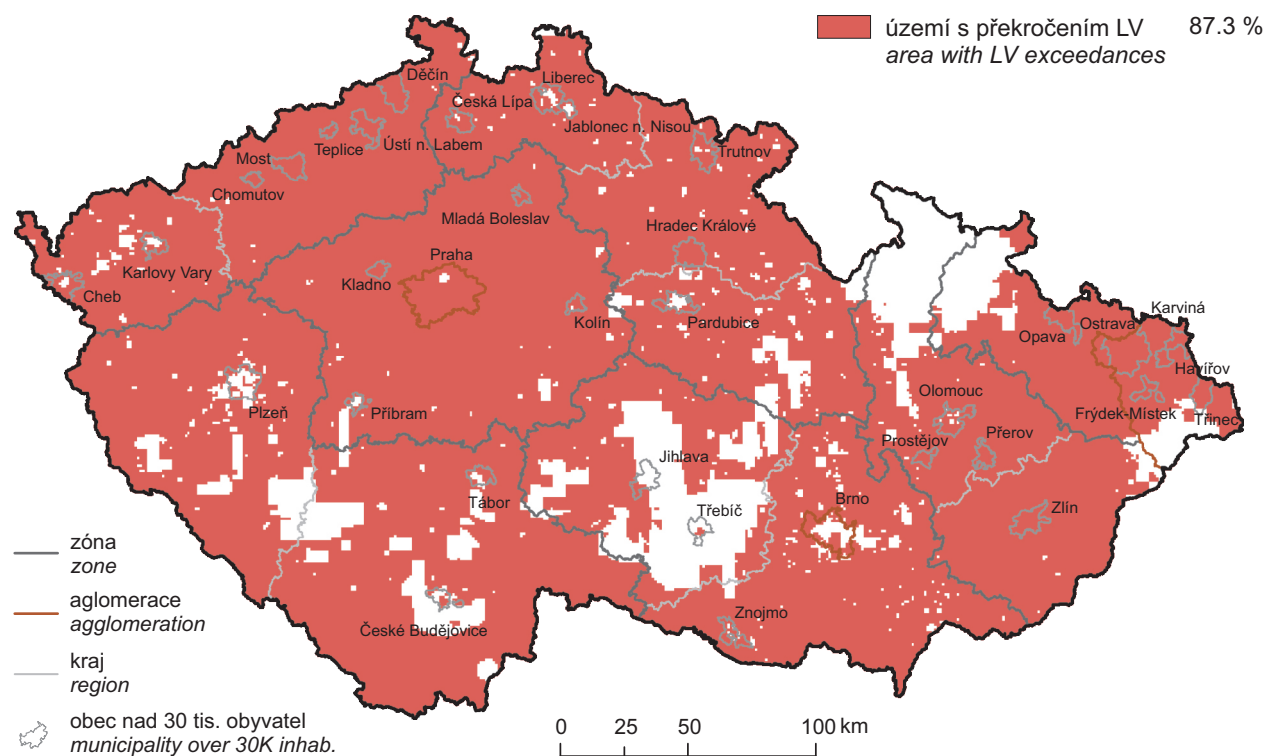 území s překročením LV 87.3 %
area with LV exceedances
Děčín
Liberec
Česká Lípa
Jablonec n. Nisou
Ústí n. Labem
Teplice
Most
Chomutov
Trutnov
Mladá Boleslav
Hradec Králové
Karlovy Vary
Cheb
Praha
Kladno
Kolín
Pardubice
Karviná
Ostrava
Opava
Havířov
Frýdek-Místek
Třinec
Olomouc
Přerov
Prostějov
Plzeň
Příbram
Jihlava
Tábor
Třebíč
Brno
Zlín
Znojmo
České Budějovice
zóna
zone
aglomerace
agglomeration
kraj
region
obec nad 30 tis. obyvatel
municipality over 30K inhab.
0 25 50 100 km